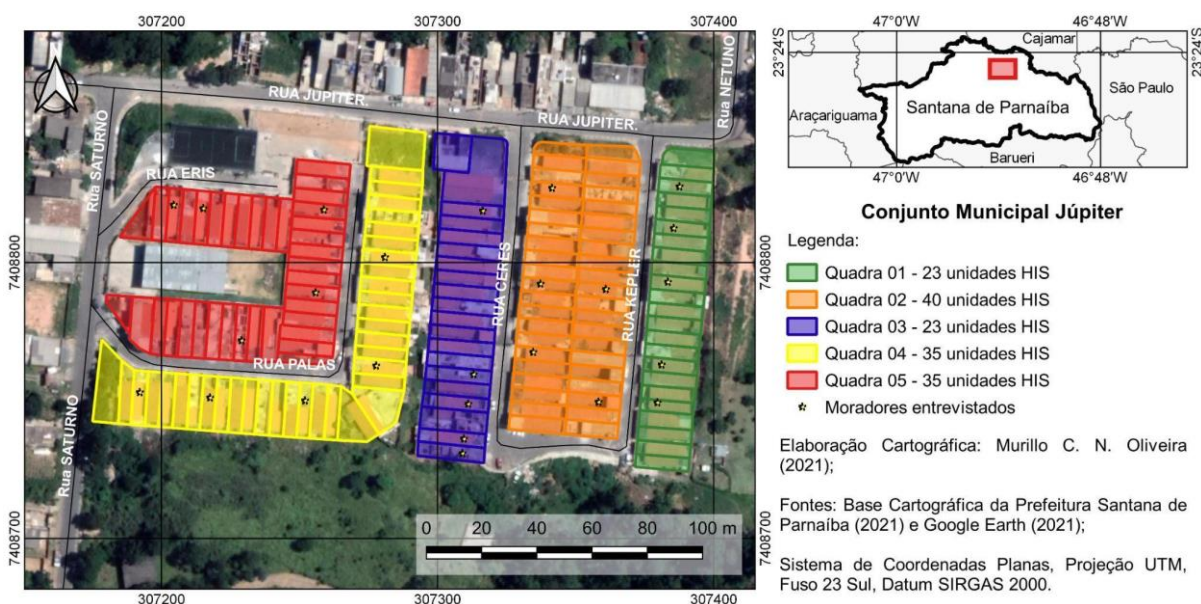 307200
307300
307400
7408800
7408700
307200
307300
307400
RUA JUPITER.
RUA JUPITER.
RUA NETUNO
Rua SATURNO
RUA ERIS
RUA CERES
RUA KEPLER
RUA PALAS
Rua SATURNO
0 20 40 60 80 100 m
47°0'W
46°48'W
23°24'S
23°24'S
Cajamar
São Paulo
Santana de Parnaíba
Araçariguama
Barueri
47°0'W
46°48'W
Conjunto Municipal Júpiter
Legenda:
Quadra 01 - 23 unidades HIS
Quadra 02 - 40 unidades HIS
Quadra 03 - 23 unidades HIS
Quadra 04 - 35 unidades HIS
Quadra 05 - 35 unidades HIS
Moradores entrevistados
Elaboração Cartográfica: Murillo C. N. Oliveira
(2021);
Fontes: Base Cartográfica da Prefeitura Santana de
Parnaíba (2021) e Google Earth (2021);
Sistema de Coordenadas Planas, Projeção UTM,
Fuso 23 Sul, Datum SIRGAS 2000.